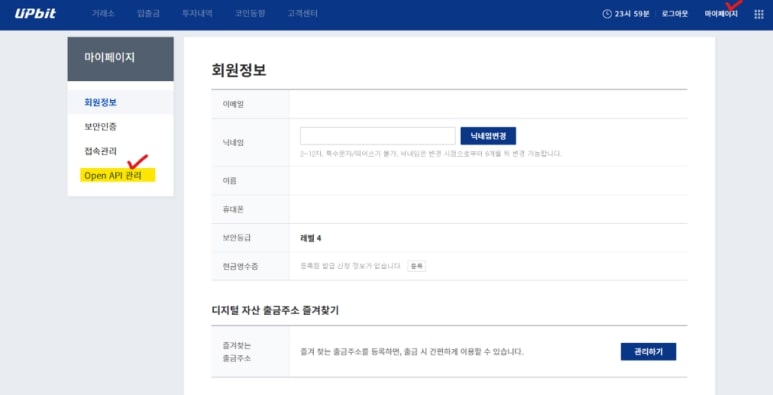 UPbit
거래소 입출금 투자내역 코인동향 고객센터
23시 59분 로그아웃 마이페이지
마이페이지
회원정보
보안인증
접속관리
Open API 관리
회원정보
이메일
닉네임
닉네임변경
2~12자, 특수문자/띄어쓰기 불가, 닉네임은 변경 시점으로부터 6개월 뒤 변경 가능합니다.
이름
휴대폰
보안등급 레벨 4
현금영수증 등록된 발급 신청 정보가 없습니다. 등록
디지털 자산 출금주소 즐겨찾기
즐겨찾는
출금주소
즐겨 찾는 출금주소를 등록하면, 출금 시 간편하게 이용할 수 있습니다.
관리하기